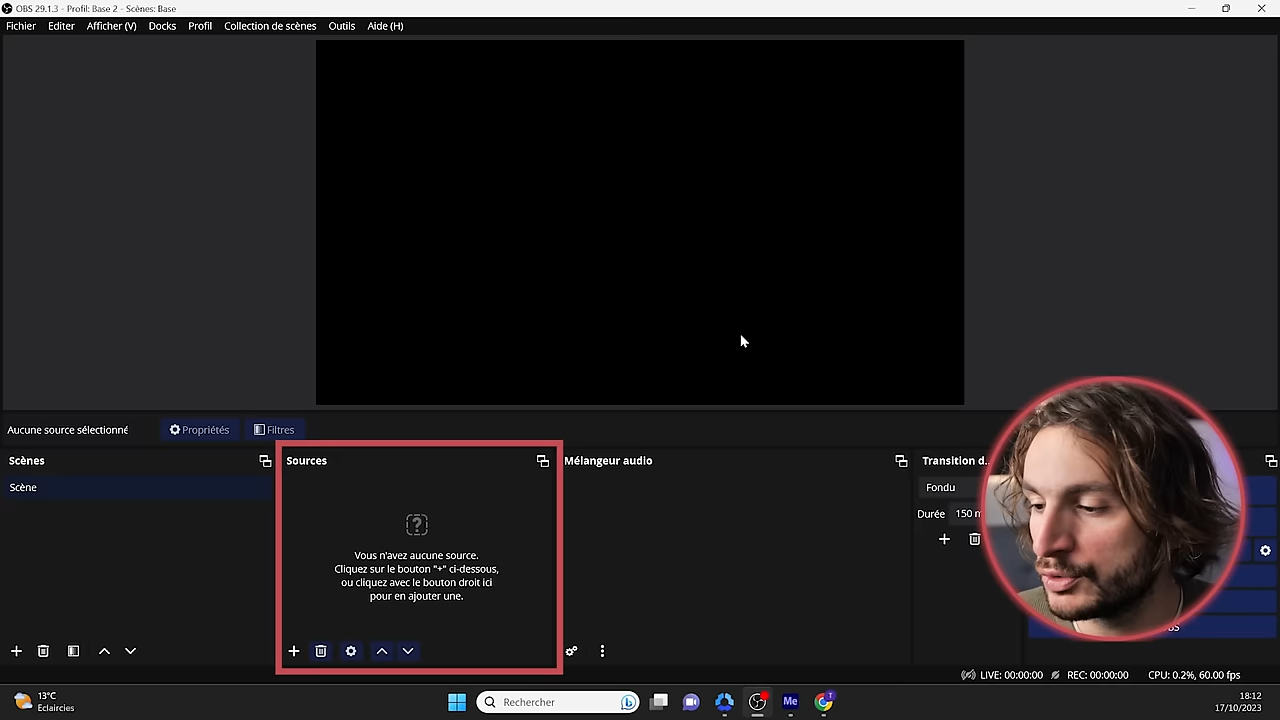 OBS 29.1.3 - Profil: Base 2 - Scènes: Base
Fichier Editer Afficher (V) Docks Profil Collection de scènes Outils Aide (H)
Aucune source sélectionné
Propriétés
Filtres
Scènes
Scène
Sources
Vous n'avez aucune source.
Cliquez sur le bouton "+" ci-dessous,
ou cliquez avec le bouton droit ici
pour en ajouter une.
Mélangeur audio
Transition d...
Fondu
Durée 150 m
LIVE: 00:00:00 REC: 00:00:00 CPU: 0.2%, 60.00 fps
13°C
Éclaircies
Rechercher
Me
T
18:12
17/10/2023